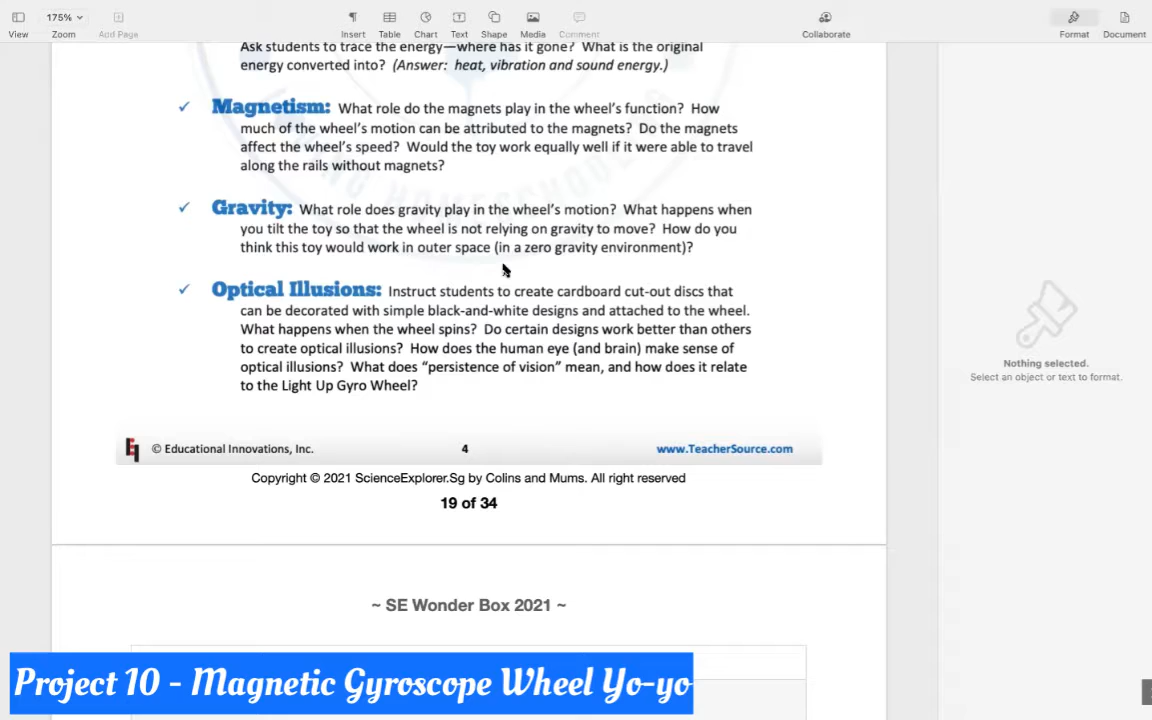 175%
View
Zoom
Add Page
Insert
Table
Chart
Text
Shape
Media
Comment
Collaborate
Format
Document
Ask students to trace the energy—where has it gone? What is the original
energy converted into? (Answer: heat, vibration and sound energy.)
✓ Magnetism: What role do the magnets play in the wheel's function? How
much of the wheel's motion can be attributed to the magnets? Do the magnets
affect the wheel's speed? Would the toy work equally well if it were able to travel
along the rails without magnets?
✓ Gravity: What role does gravity play in the wheel's motion? What happens when
you tilt the toy so that the wheel is not relying on gravity to move? How do you
think this toy would work in outer space (in a zero gravity environment)?
✓ Optical Illusions: Instruct students to create cardboard cut-out discs that
can be decorated with simple black-and-white designs and attached to the wheel.
What happens when the wheel spins? Do certain designs work better than others
to create optical illusions? How does the human eye (and brain) make sense of
optical illusions? What does “persistence of vision” mean, and how does it relate
to the Light Up Gyro Wheel?
© Educational Innovations, Inc.
4
www.TeacherSource.com
Copyright © 2021 ScienceExplorer.Sg by Colins and Mums. All right reserved
19 of 34
Nothing selected.
Select an object or text to format.
~ SE Wonder Box 2021 ~
Project 10 - Magnetic Gyroscope Wheel Yo-yo